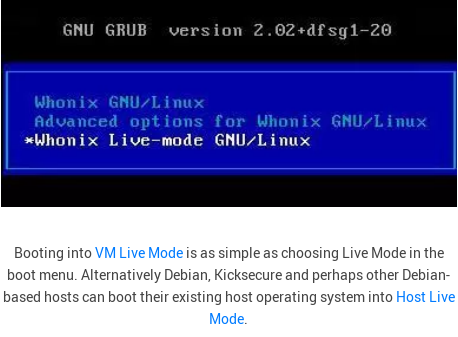 GNU GRUB version 2.02+dfsg1-20
Whonix GNU/Linux
Advanced options for Whonix GNU/Linux
*Whonix Live-mode GNU/Linux
Booting into VM Live Mode is as simple as choosing Live Mode in the
boot menu. Alternatively Debian, Kicksecure and perhaps other Debian-
based hosts can boot their existing host operating system into Host Live
Mode.